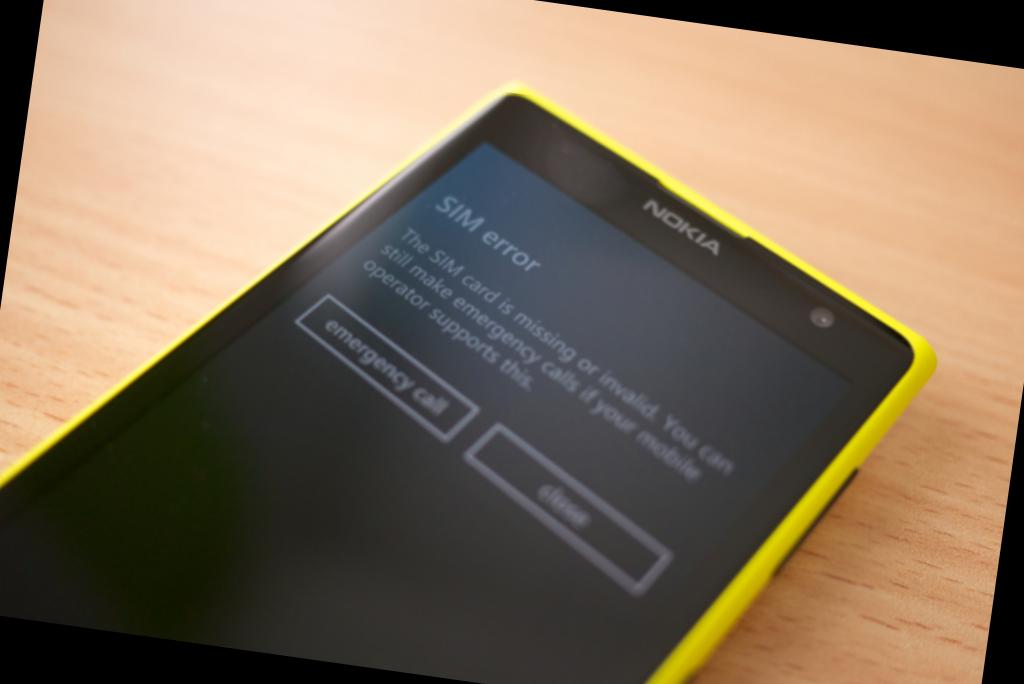 NOKIA
SIM error
The SIM card is missing or invalid. You can
still make emergency calls if your mobile
operator supports this.
emergency call
close